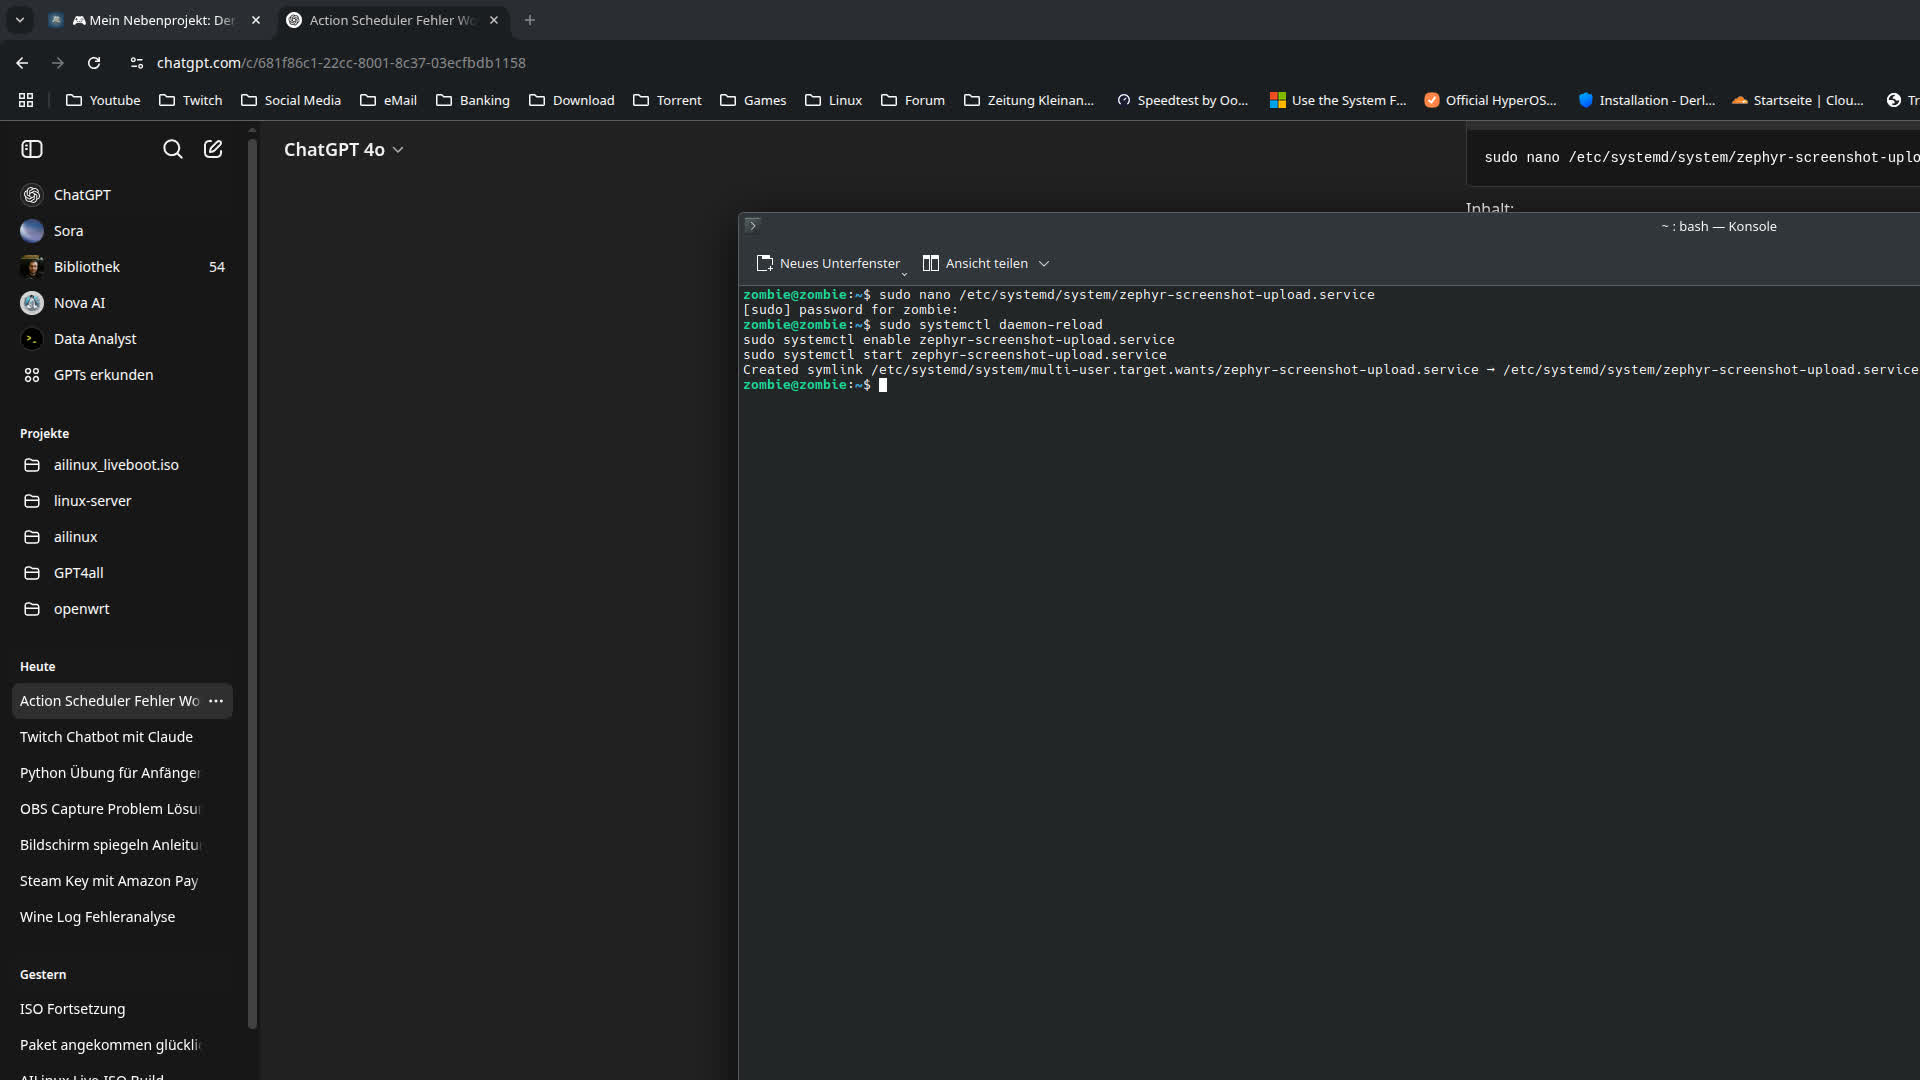 Mein Nebenprojekt: Der
Action Scheduler Fehler Wo
chatgpt.com/c/681f86c1-22cc-8001-8c37-03ecfbdb1158
Youtube
Twitch
Social Media
eMail
Banking
Download
Torrent
Games
Linux
Forum
Zeitung Kleinan...
Speedtest by Oo...
Use the System F...
Official HyperOS...
Installation - Derl...
Startseite | Clou...
Tr
ChatGPT
Sora
Bibliothek 54
Nova AI
Data Analyst
GPTs erkunden
Projekte
ailinux_liveboot.iso
linux-server
ailinux
GPT4all
openwrt
Heute
Action Scheduler Fehler Wo
Twitch Chatbot mit Claude
Python Übung für Anfänger
OBS Capture Problem Lösu
Bildschirm spiegeln Anleitu
Steam Key mit Amazon Pay
Wine Log Fehleranalyse
Gestern
ISO Fortsetzung
Paket angekommen glückli
AILinux Live ISO Build
ChatGPT 4o
sudo nano /etc/systemd/system/zephyr-screenshot-uplo
Inhalt:
~ : bash — Konsole
Neues Unterfenster
Ansicht teilen
zombie@zombie:~$ sudo nano /etc/systemd/system/zephyr-screenshot-upload.service
[sudo] password for zombie:
zombie@zombie:~$ sudo systemctl daemon-reload
sudo systemctl enable zephyr-screenshot-upload.service
sudo systemctl start zephyr-screenshot-upload.service
Created symlink /etc/systemd/system/multi-user.target.wants/zephyr-screenshot-upload.service → /etc/systemd/system/zephyr-screenshot-upload.service
zombie@zombie:~$